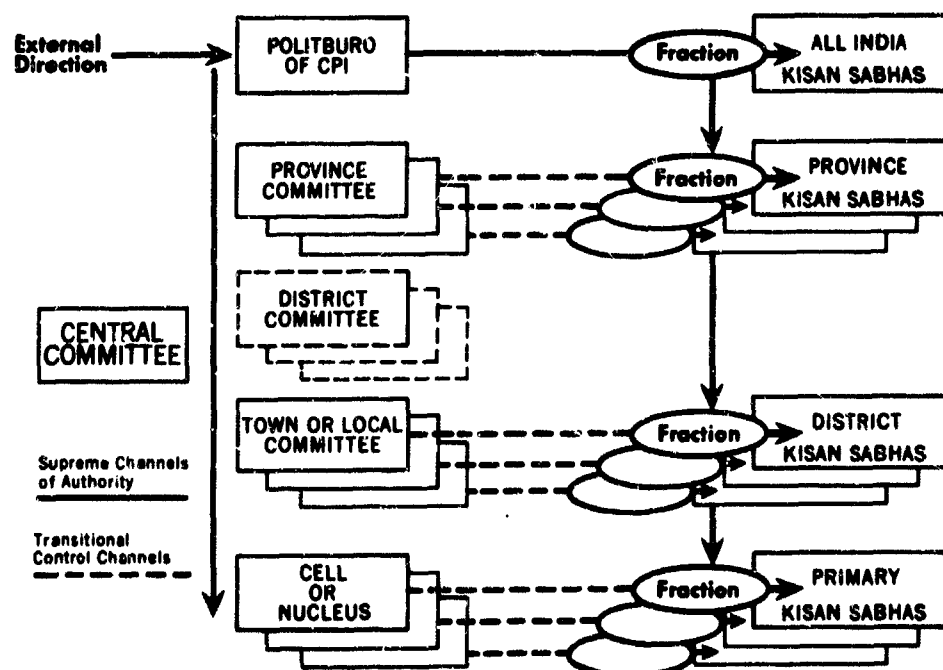 External
Direction
POLITBURO
OF CPI
Fraction
ALL INDIA
KISAN SABHAS
PROVINCE
COMMITTEE
Fraction
PROVINCE
KISAN SABHAS
DISTRICT
COMMITTEE
CENTRAL
COMMITTEE
TOWN OR LOCAL
COMMITTEE
Fraction
DISTRICT
KISAN SABHAS
Supreme Channels
of Authority
Transitional
Control Channels
CELL
OR
NUCLEUS
Fraction
PRIMARY
KISAN SABHAS